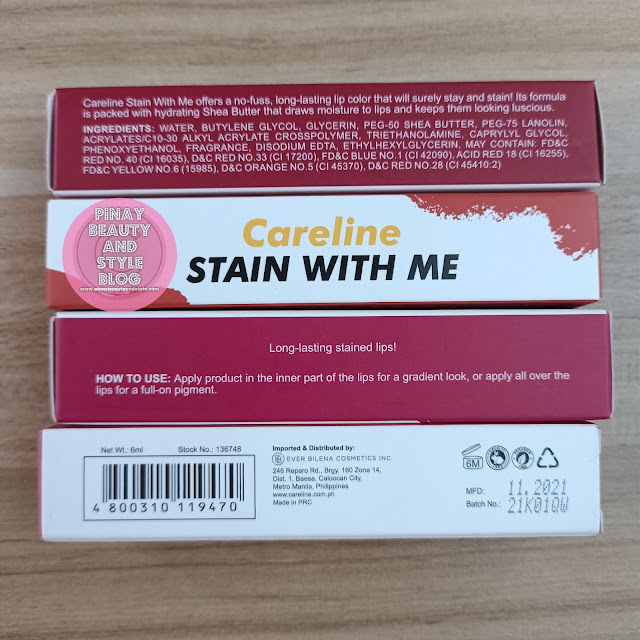 Careline Stain With Me offers a no-fuss, long-lasting lip color that will surely stay and stain! Its formula
is packed with hydrating Shea Butter that draws moisture to lips and keeps them looking luscious.
INGREDIENTS: WATER, BUTYLENE GLYCOL, GLYCERIN, PEG-50 SHEA BUTTER, PEG-75 LANOLIN,
ACRYLATES/C10-30 ALKYL ACRYLATE CROSSPOLYMER, TRIETHANOLAMINE, CAPRYLYL GLYCOL,
PHENOXYETHANOL, FRAGRANCE, DISODIUM EDTA, ETHYLHEXYLGLYCERIN, MAY CONTAIN: FD&C
RED NO. 40 (CI 16035), D&C RED NO.33 (CI 17200), FD&C BLUE NO.1 (CI 42090), ACID RED 18 (CI 16255),
FD&C YELLOW NO.6 (15985), D&C ORANGE NO.5 (CI 45370), D&C RED NO.28 (CI 45410:2)
PINAY
BEAUTY
AND
STYLE
BLOG
www.pinaybeautyandstyle.com
Careline
STAIN WITH ME
Long-lasting stained lips!
HOW TO USE: Apply product in the inner part of the lips for a gradient look, or apply all over the
lips for a full-on pigment.
Net Wt.: 6ml Stock No.: 136748
4 800310 119470
Imported & Distributed by:
EVER BILENA COSMETICS INC.
246 Reparo Rd., Brgy. 160 Zone 14,
Dist. 1, Baesa, Caloocan City,
Metro Manila, Philippines
www.careline.com.ph
Made in PRC
6M
MFD: 11.2021
Batch No.: 21K01QW